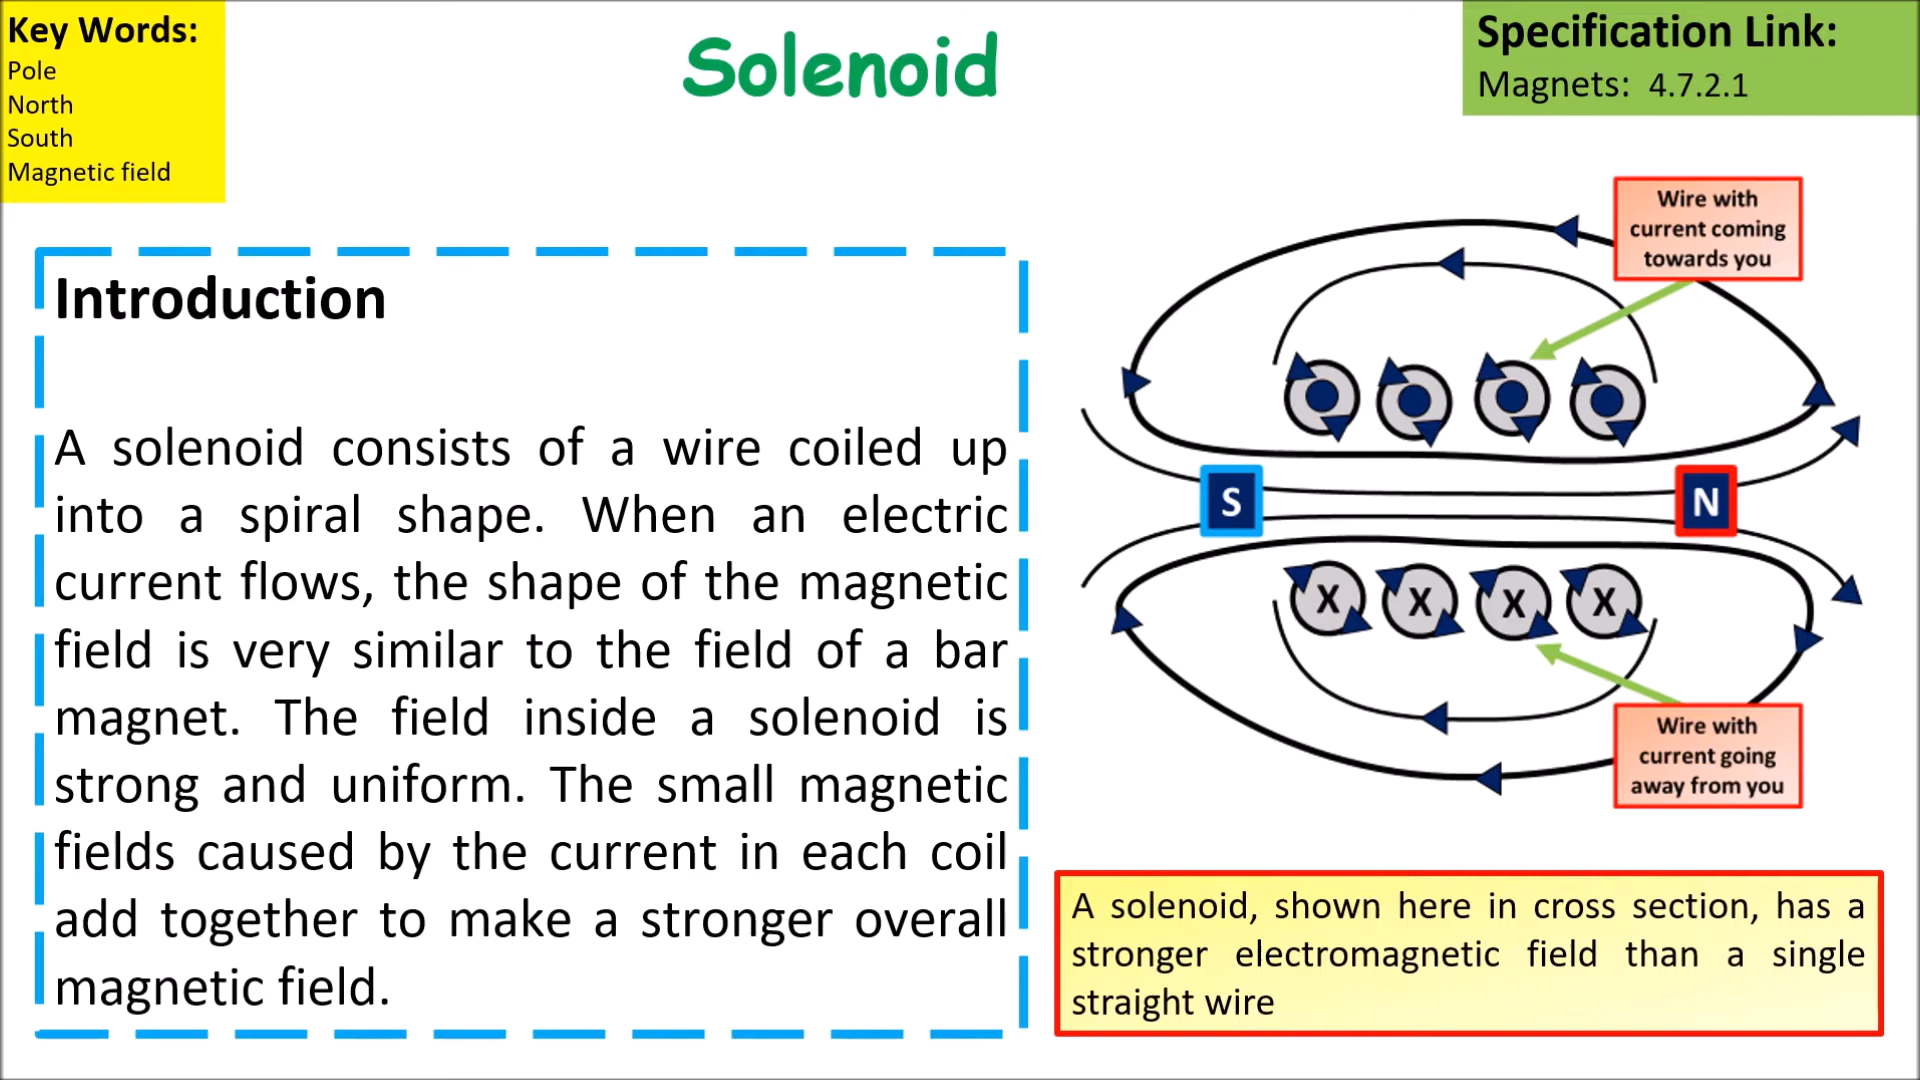 Key Words:
Pole
North
South
Magnetic field
Solenoid
Specification Link:
Magnets: 4.7.2.1
Introduction
A solenoid consists of a wire coiled up
into a spiral shape. When an electric
current flows, the shape of the magnetic
field is very similar to the field of a bar
magnet. The field inside a solenoid is
strong and uniform. The small magnetic
fields caused by the current in each coil
add together to make a stronger overall
magnetic field.
Wire with
current coming
towards you
S
N
X X X X
Wire with
current going
away from you
A solenoid, shown here in cross section, has a
stronger electromagnetic field than a single
straight wire